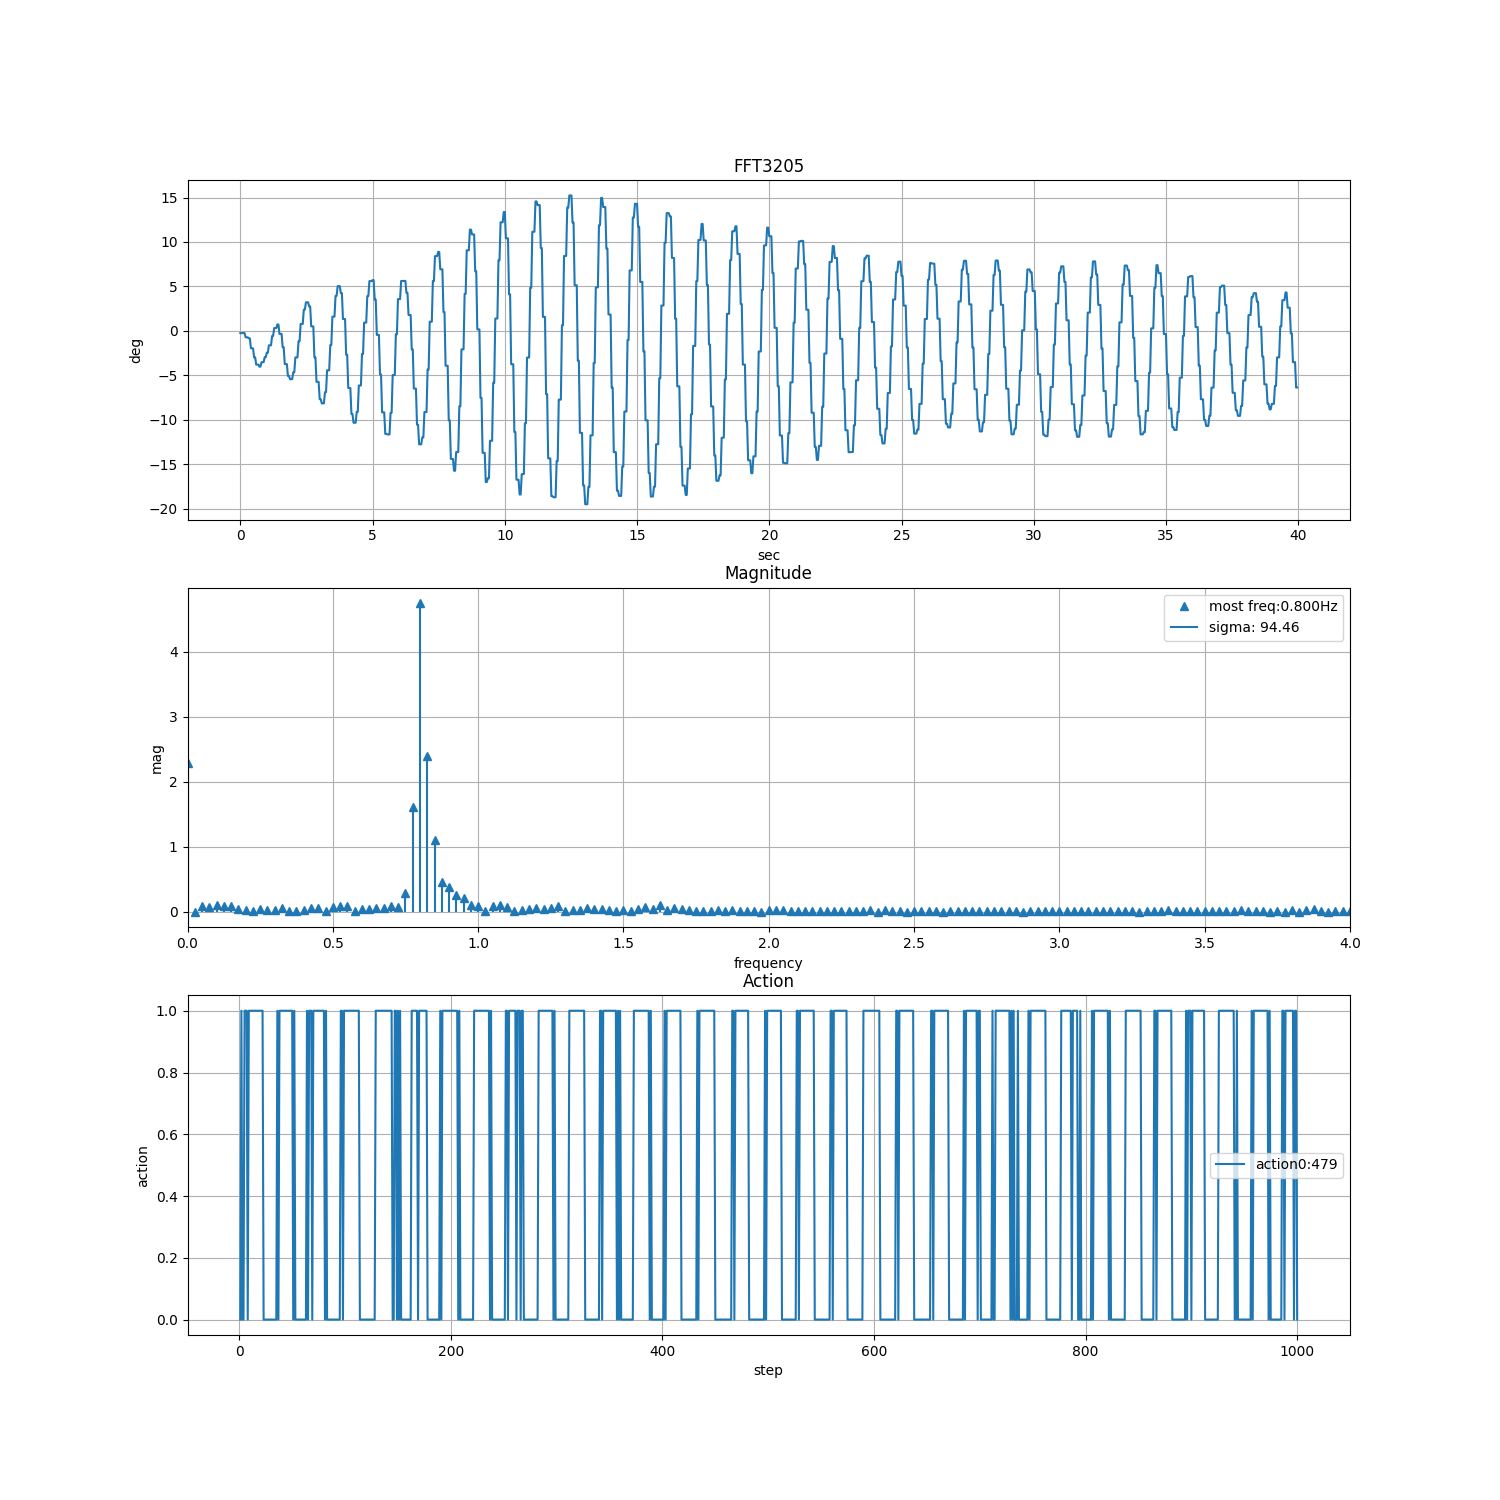 FFT3205
deg
15
10
5
0
−5
−10
−15
−20
0 5 10 15 20 25 30 35 40
sec
Magnitude
mag
most freq:0.800Hz
sigma: 94.46
4
3
2
1
0
0.0 0.5 1.0 1.5 2.0 2.5 3.0 3.5 4.0
frequency
Action
action
1.0
0.8
0.6
action0:479
0.4
0.2
0.0
0 200 400 600 800 1000
step